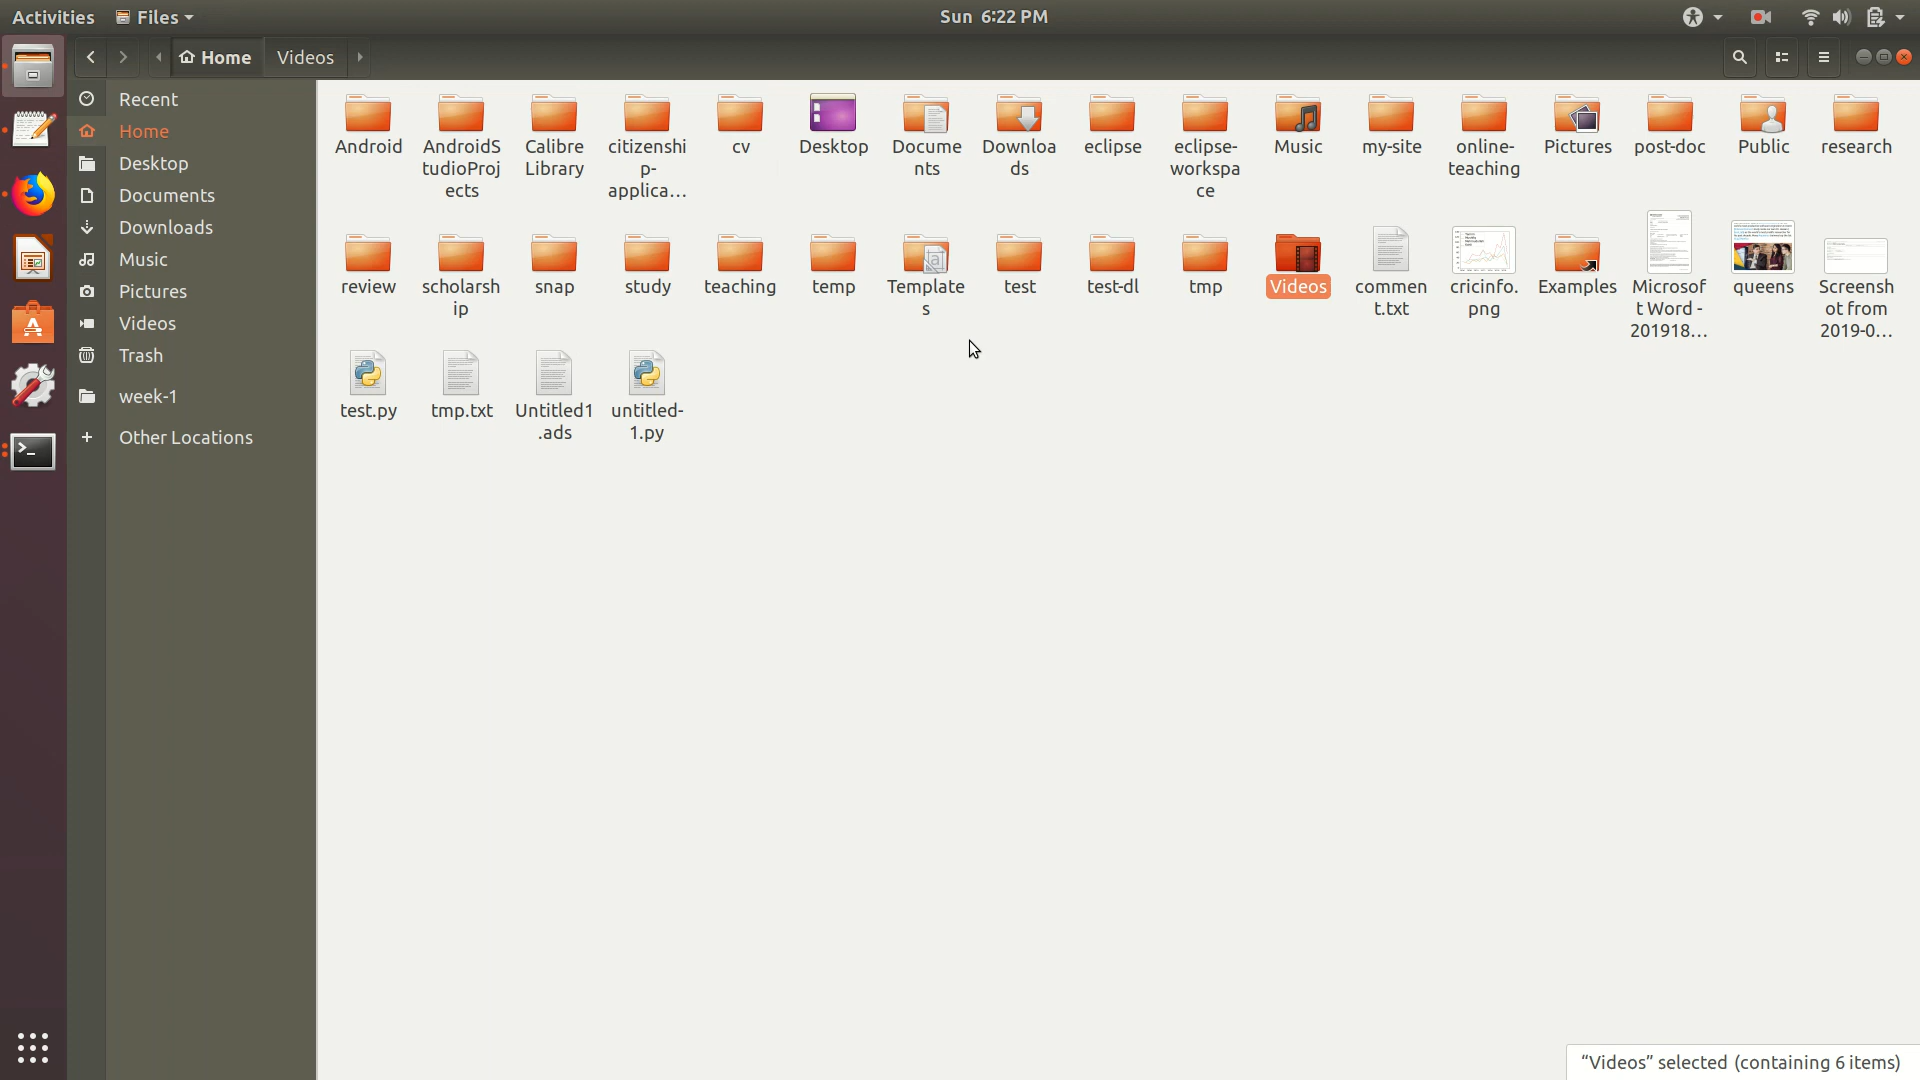 Activities Files Sun 6:22 PM
Home Videos
Recent
Home
Desktop
Documents
Downloads
Music
Pictures
Videos
Trash
week-1
Other Locations
Android
AndroidS
tudioProj
ects
Calibre
Library
citizenshi
p-
applica...
cv
Desktop
Docume
nts
Downloa
ds
eclipse
eclipse-
workspa
ce
Music
my-site
online-
teaching
Pictures
post-doc
Public
research
review
scholarsh
ip
snap
study
teaching
temp
Template
s
test
test-dl
tmp
Videos
commen
t.txt
cricinfo.
png
Examples
Microsof
t Word -
201918...
queens
Screensh
ot from
2019-0...
test.py
tmp.txt
Untitled1
.ads
untitled-
1.py
“Videos” selected (containing 6 items)